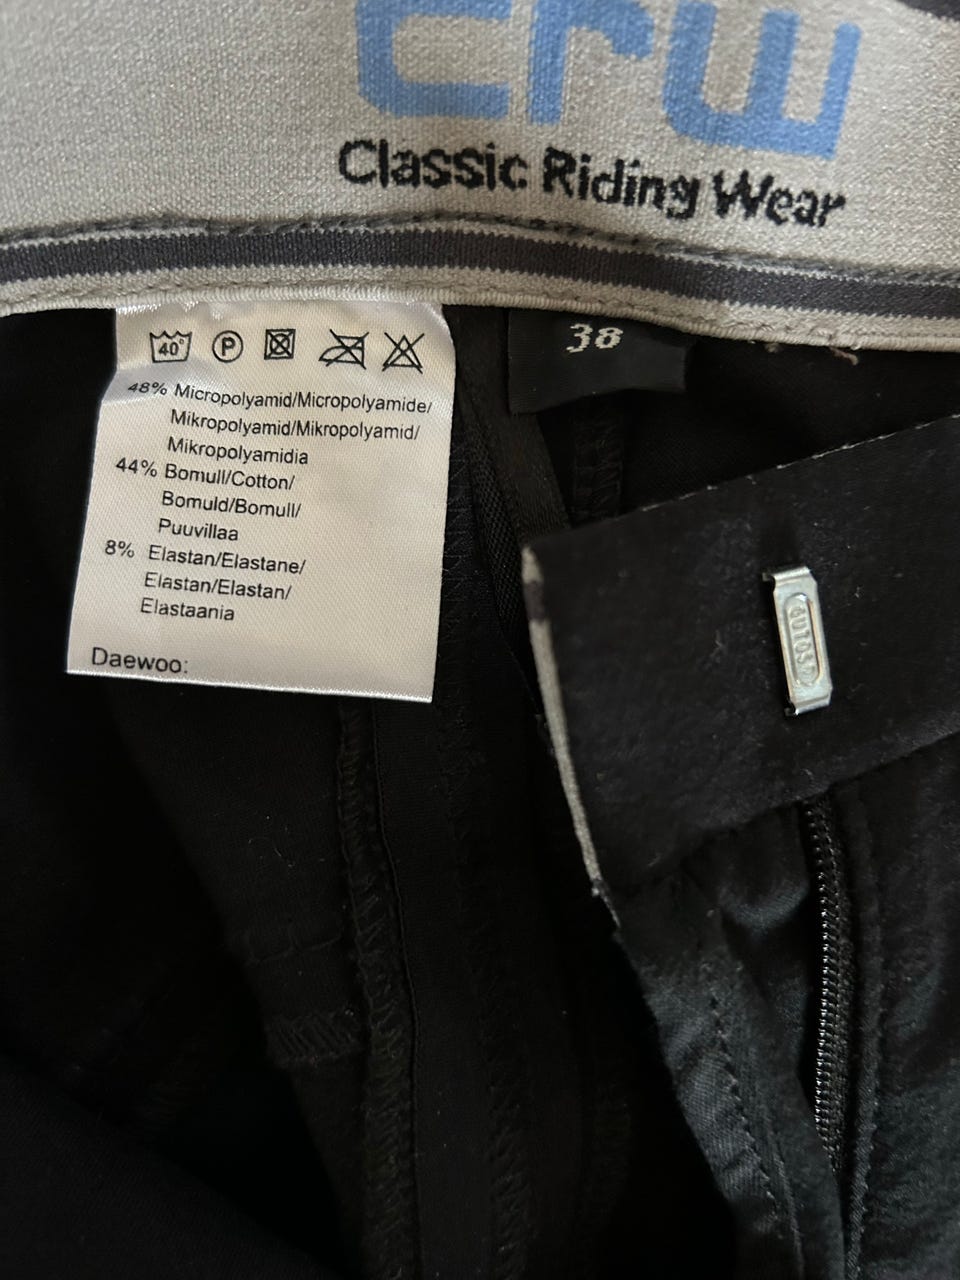 crw
Classic Riding Wear
40°
P
38
48% Micropolyamid/Micropolyamide/
Mikropolyamid/Mikropolyamid/
Mikropolyamidia
44% Bomull/Cotton/
Bomuld/Bomull/
Puuvillaa
8% Elastan/Elastane/
Elastan/Elastan/
Elastaania
Daewoo: